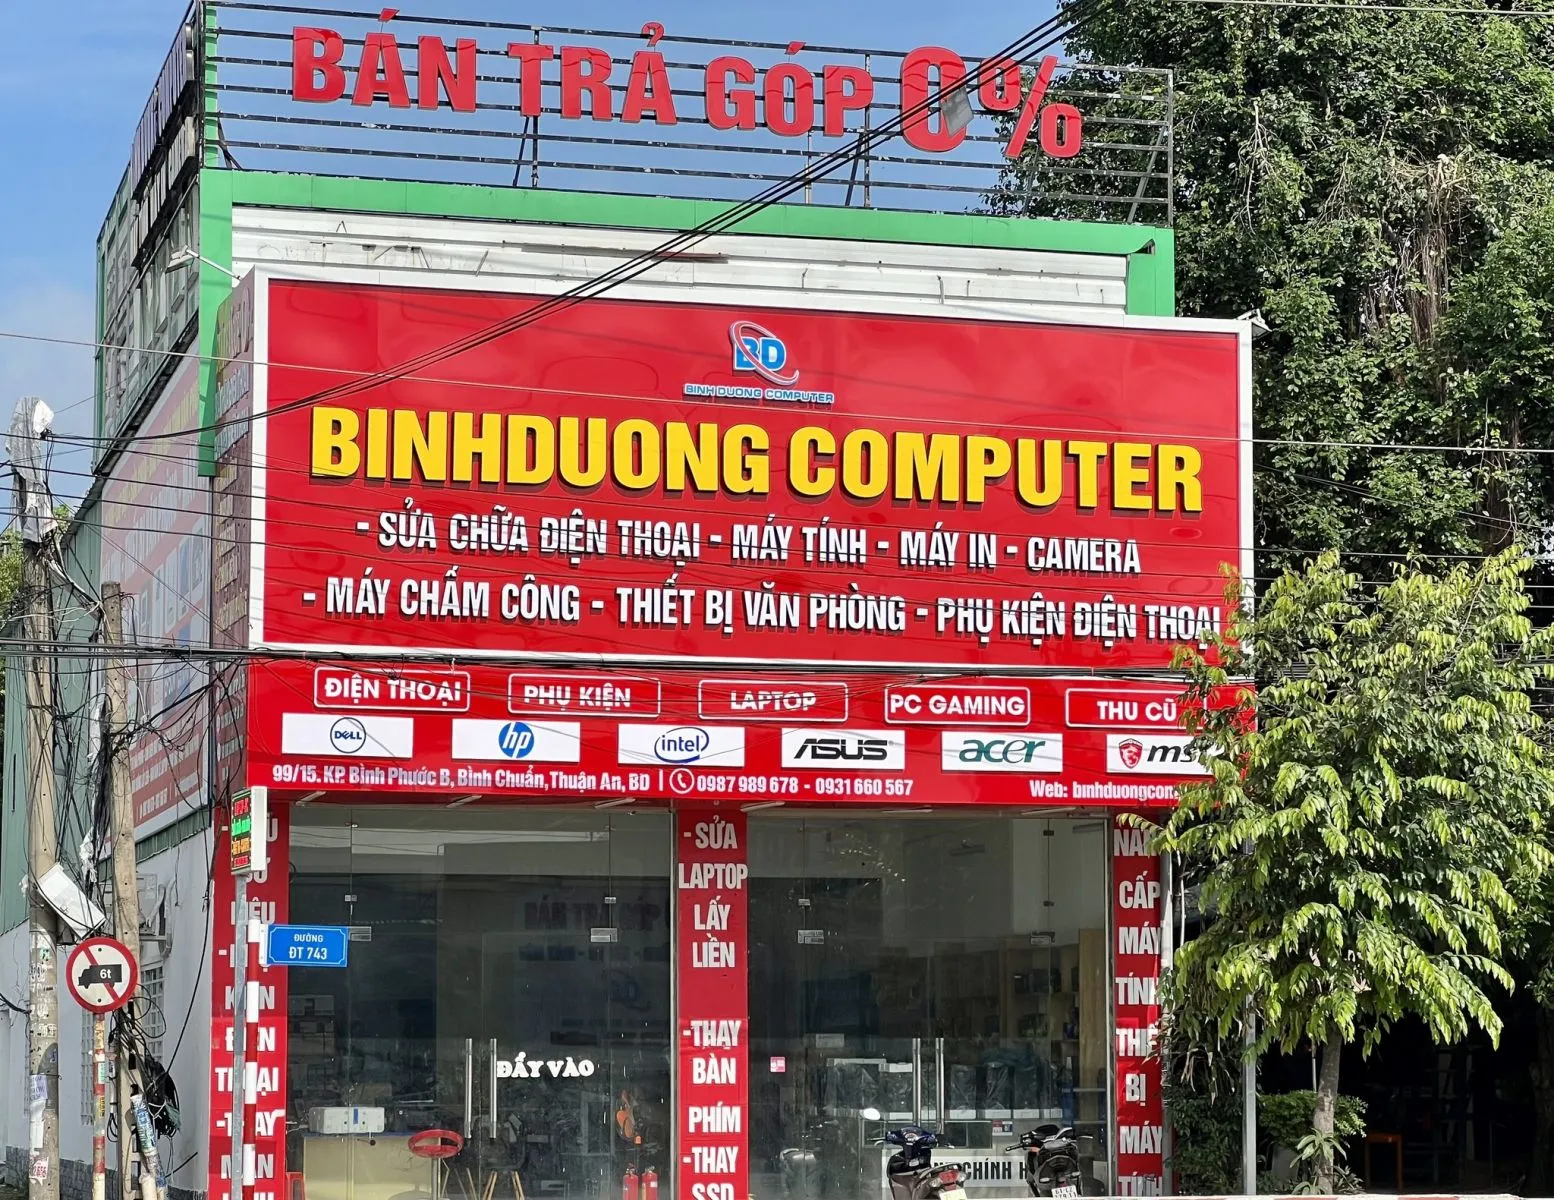 BÁN TRẢ GÓP 0%
BD
BINH DUONG COMPUTER
BINHDUONG COMPUTER
- SỬA CHỮA ĐIỆN THOẠI - MÁY TÍNH - MÁY IN - CAMERA
- MÁY CHẤM CÔNG - THIẾT BỊ VĂN PHÒNG - PHỤ KIỆN ĐIỆN THOẠI
ĐIỆN THOẠI
PHỤ KIỆN
LAPTOP
PC GAMING
THU CŨ
DELL
hp
intel
ASUS
acer
msi
99/15. KP. Bình Phước B, Bình Chuẩn, Thuận An, BD | 0987 989 678 - 0931 660 567
Web:
ĐƯỜNG
ĐT 743
6t
- SỬA
LAPTOP
LẤY
LIỀN
-THAY
BÀN
PHÍM
-THAY
SSD
ĐẨY VÀO
CẤP
MÁY
TÍNH
THIẾT
BỊ
MÁY
TÍNH